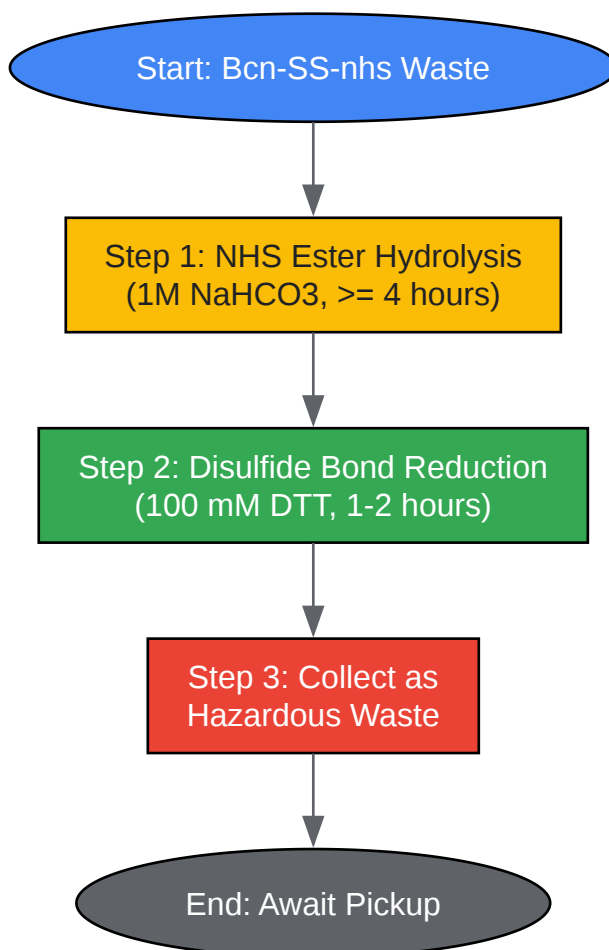 Start: Bcn-SS-nhs Waste
Step 1: NHS Ester Hydrolysis
(1M NaHCO3, >= 4 hours)
Step 2: Disulfide Bond Reduction
(100 mM DTT, 1-2 hours)
Step 3: Collect as
Hazardous Waste
End: Await Pickup